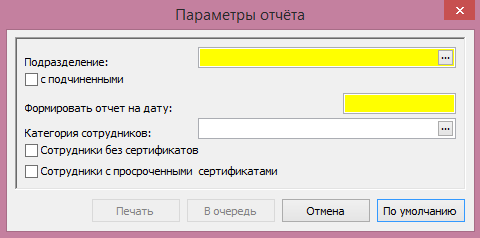 Параметры отчёта
Подразделение:
...
с подчиненными
Формировать отчет на дату:
Категория сотрудников:
...
Сотрудники без сертификатов
Сотрудники с просроченными сертификатами
Печать В очередь Отмена По умолчанию